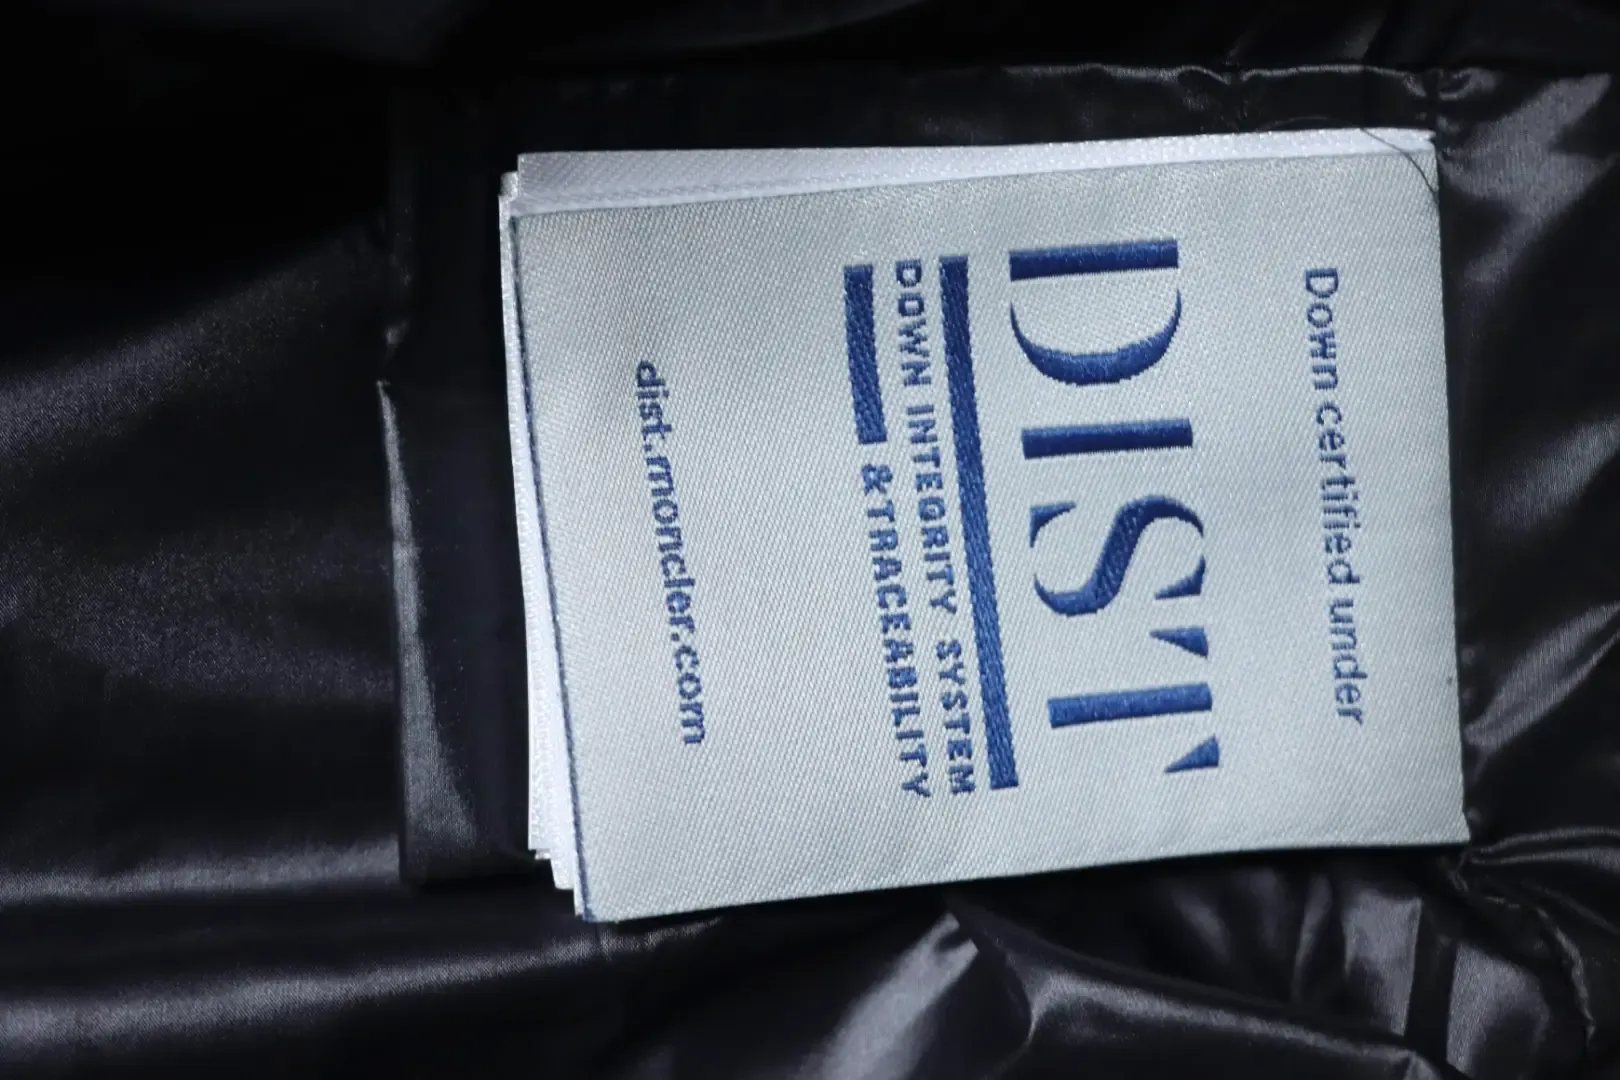 Down certified under
DIST
DOWN INTEGRITY SYSTEM
& TRACEABILITY
dist.moncler.com